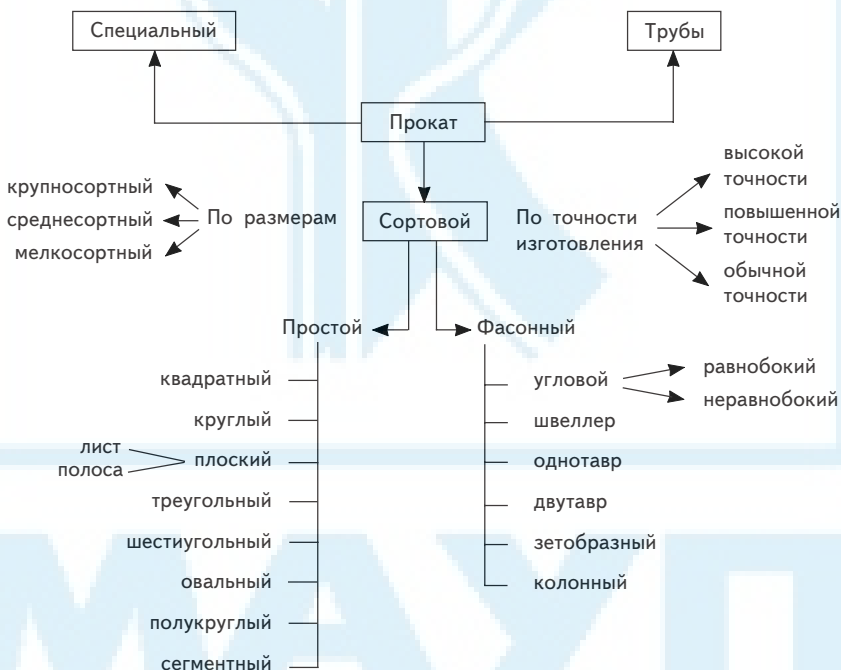 Специальный
Трубы
Прокат
крупносортный
среднесортный
мелкосортный
По размерам
Сортовой
По точности
изготовления
высокой
точности
повышенной
точности
обычной
точности
Простой
Фасонный
квадратный
круглый
лист
полоса
плоский
треугольный
шестиугольный
овальный
полукруглый
сегментный
угловой
равнобокий
неравнобокий
швеллер
однотавр
двутавр
зетобразный
колонный
МАУП